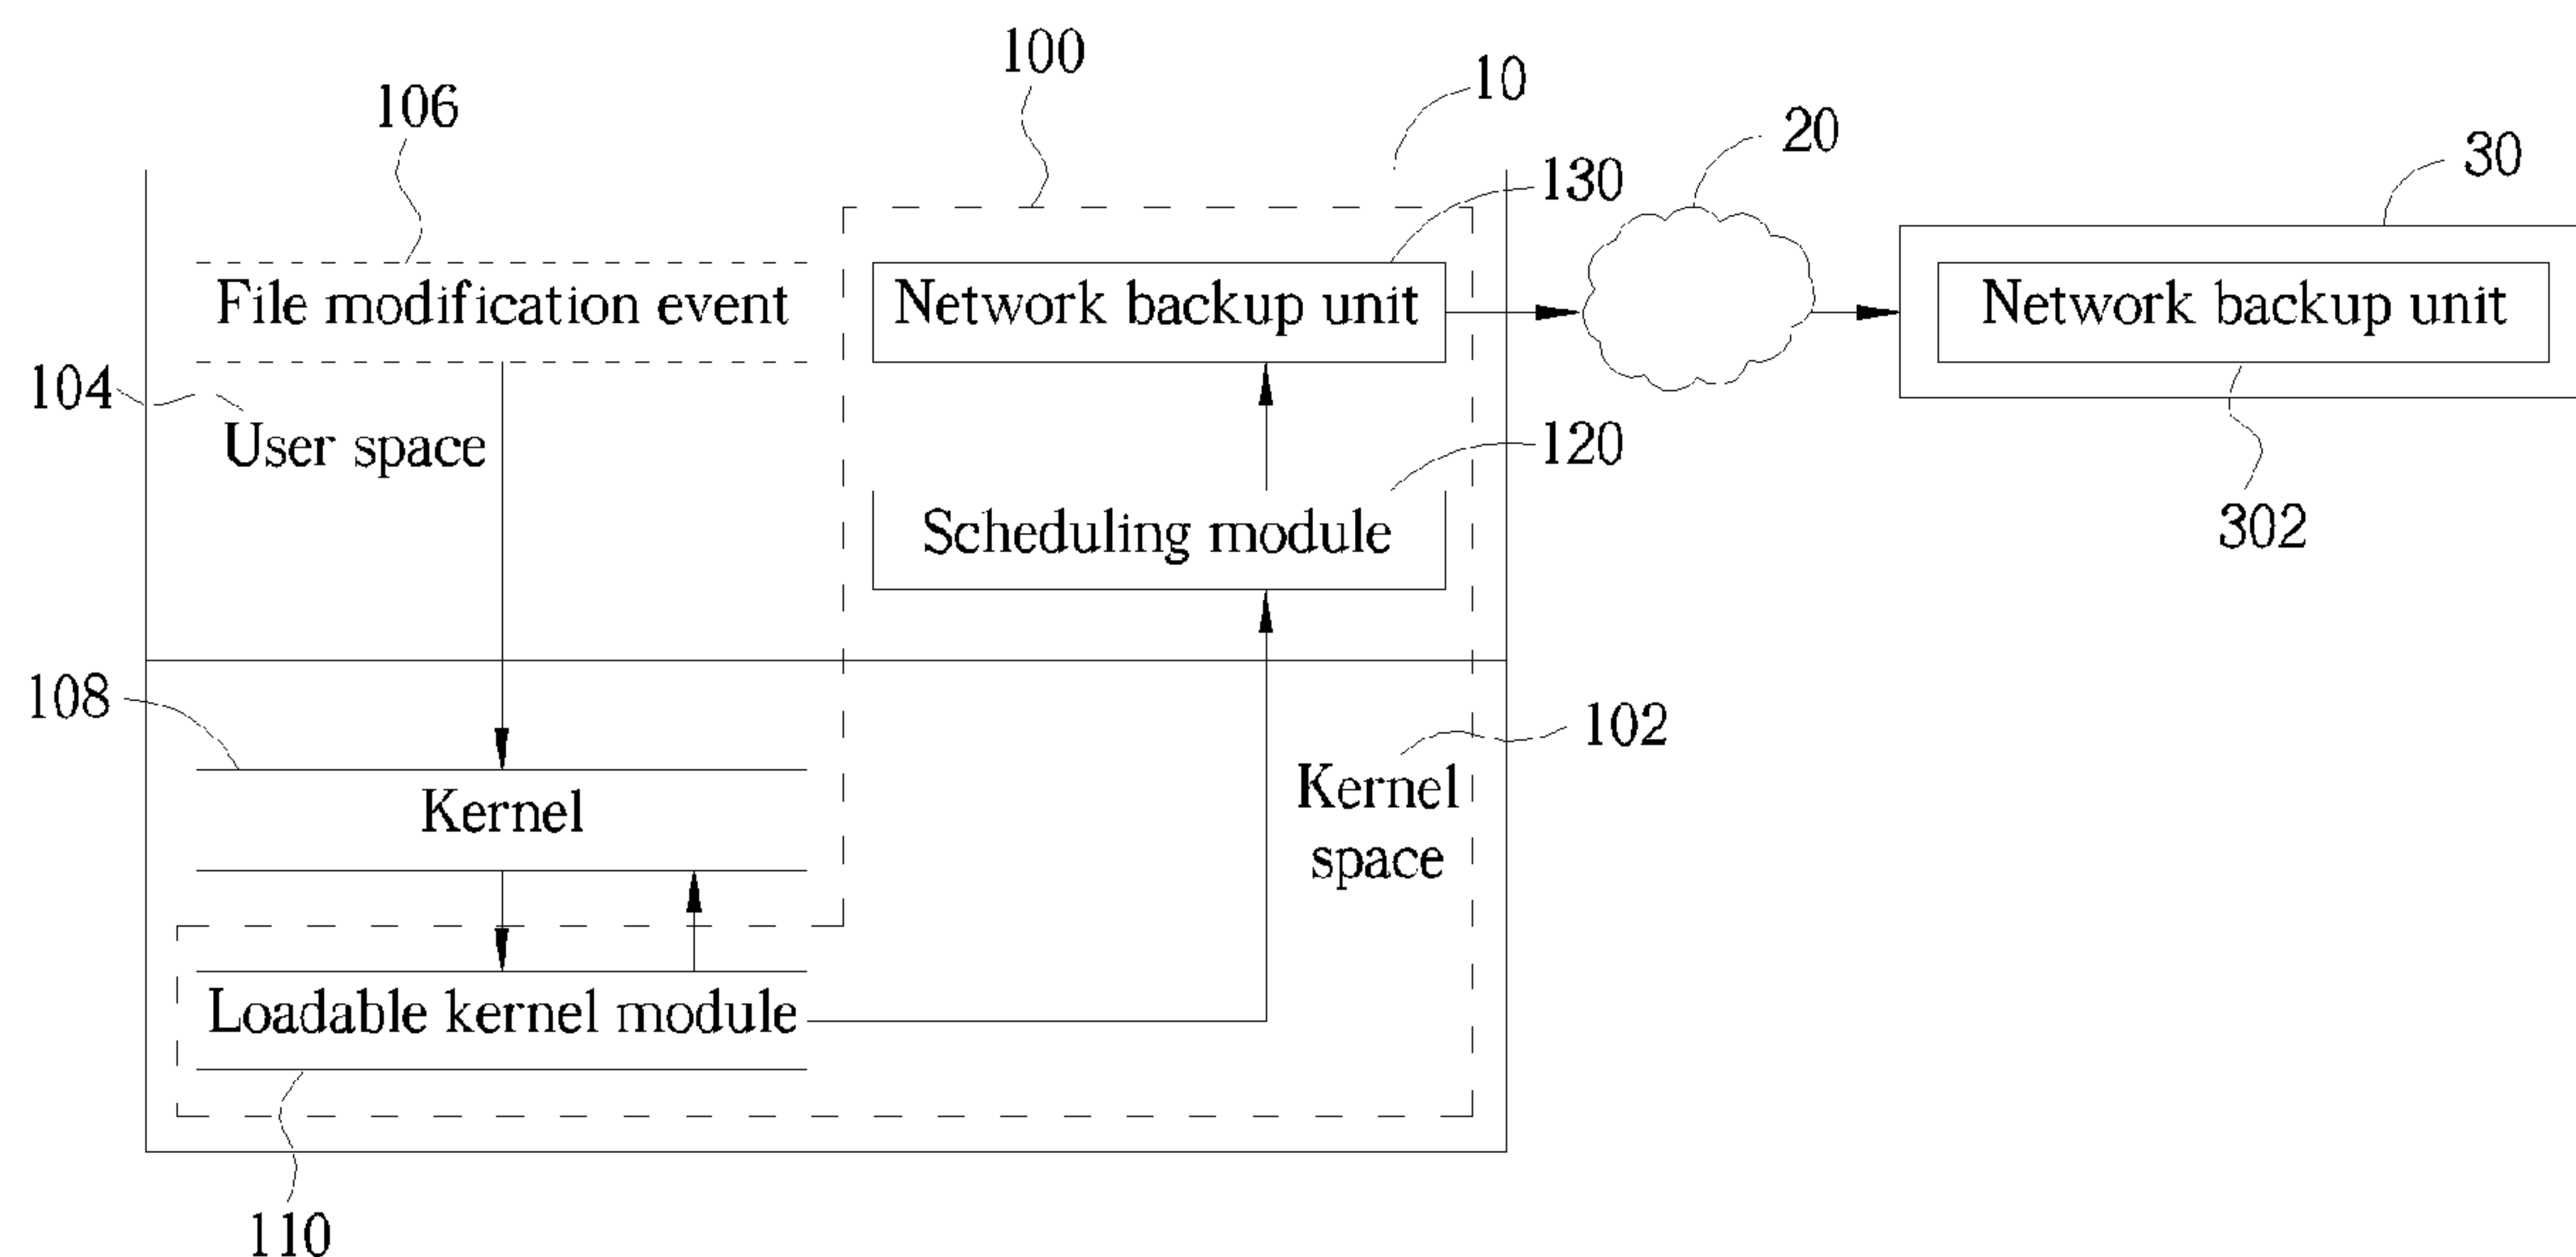 100
10
106
20
130
30
File modification event
Network backup unit
Network backup unit
104
User space
120
302
Scheduling module
108
102
Kernel
Kernel
space
Loadable kernel module
110